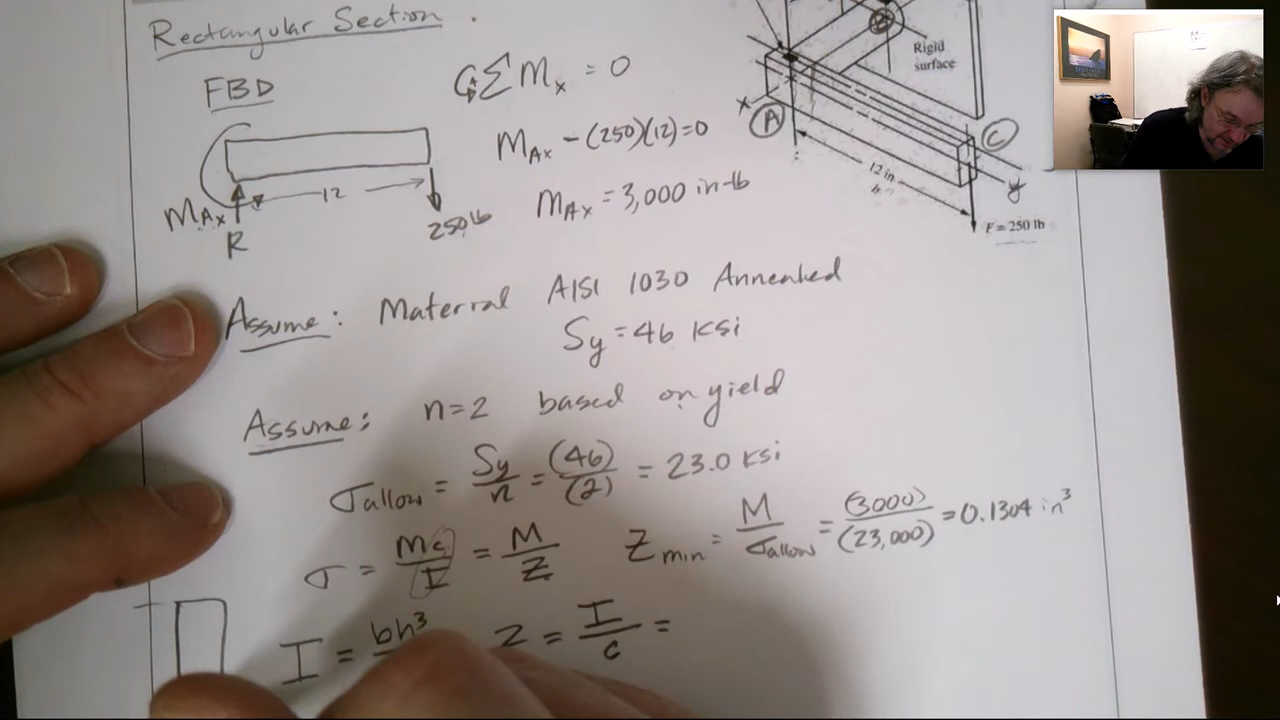 Rectangular Section.
FBD
↺ΣMx = 0
MAx - (250)(12) = 0
MAx = 3,000 in-lb
12
MAx
R
250 lb
Rigid
surface
B
x
A
C
12 in
y
F = 250 lb
Assume: Material AISI 1030 Annealed
Sy = 46 ksi
Assume: n=2 based on yield
σallow = Sy/n = (46)/(2) = 23.0 ksi
σ = Mc/I = M/Z Zmin = M/σallow = (3000)/(23,000) = 0.1304 in³
I = bh³ Z = I/c =